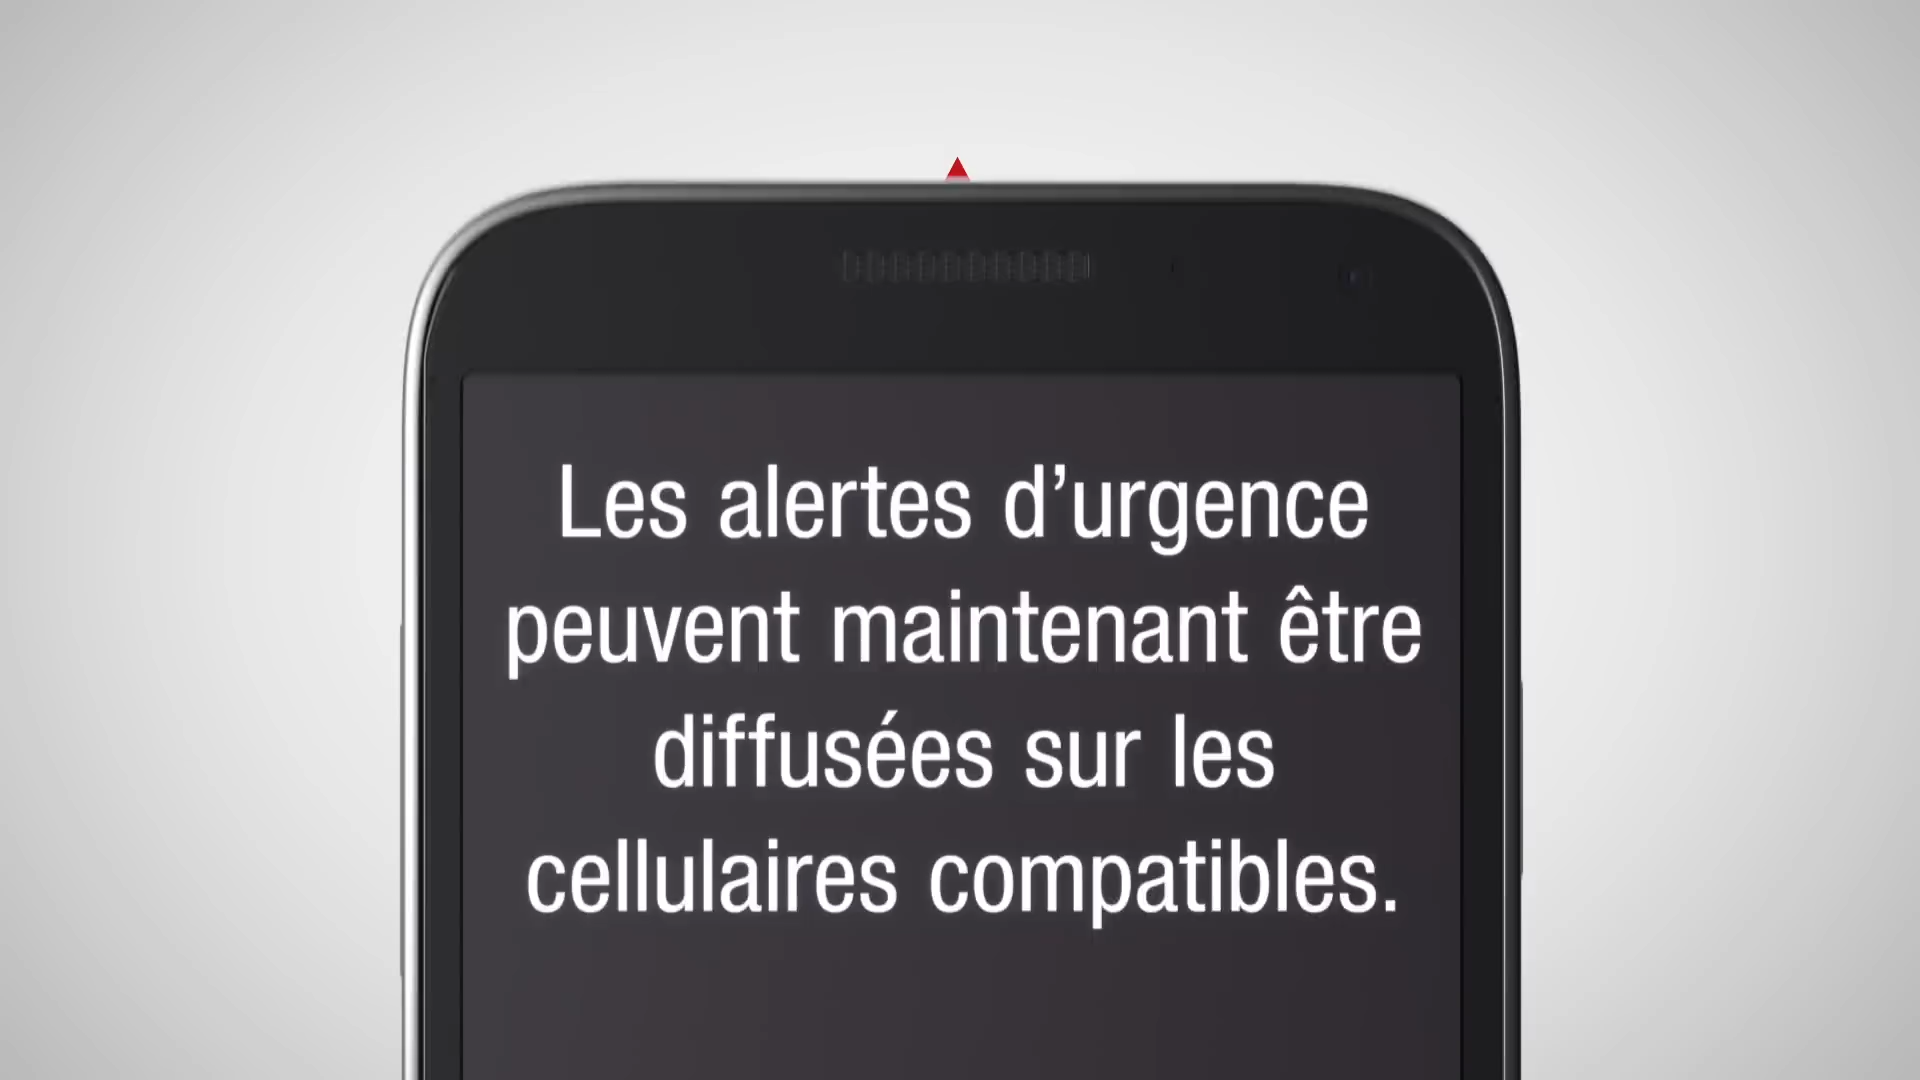 Les alertes d’urgence
peuvent maintenant être
diffusées sur les
cellulaires compatibles.